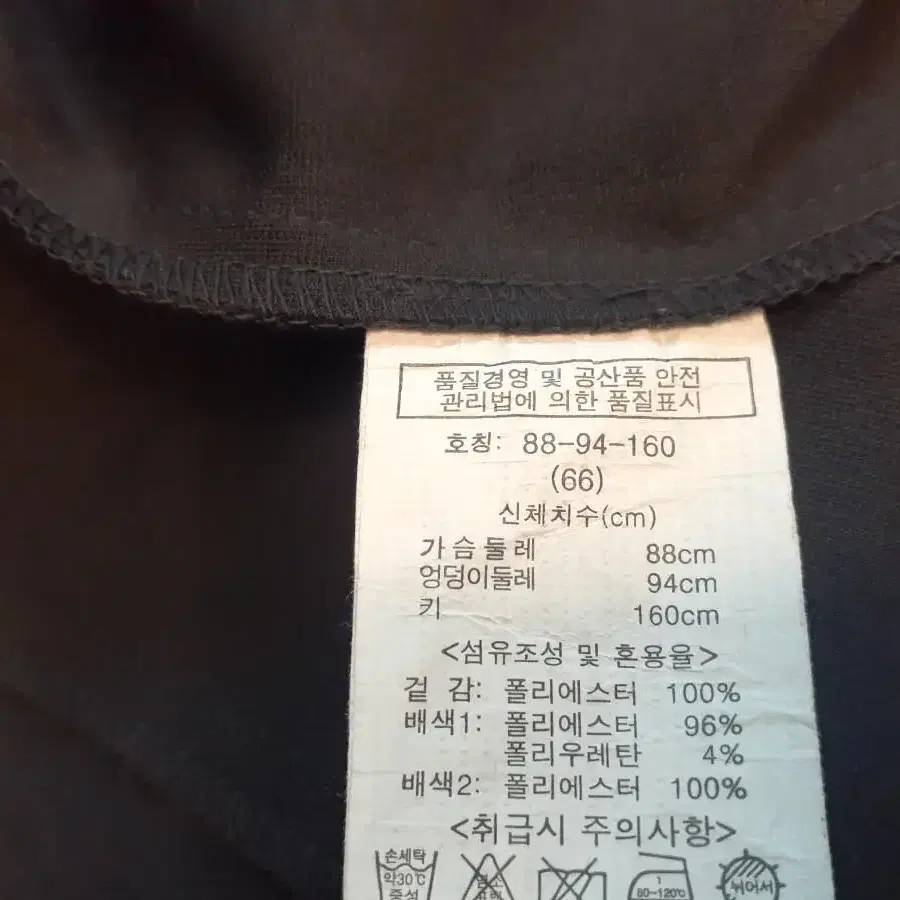 품질경영 및 공산품 안전
관리법에 의한 품질표시
호칭: 88-94-160
(66)
신체치수(cm)
가슴둘레 88cm
엉덩이둘레 94cm
키 160cm
<섬유조성 및 혼용율>
겉 감: 폴리에스터 100%
배색1: 폴리에스터 96%
폴리우레탄 4%
배색2: 폴리에스터 100%
<취급시 주의사항>
손세탁
약30℃
중성
1
80~120℃
뉘어서